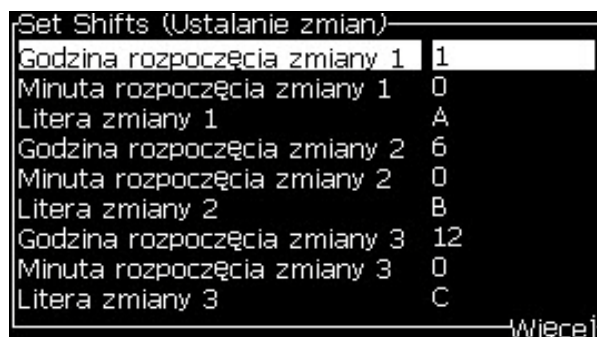 Set Shifts (Ustalanie zmian)
Godzina rozpoczęcia zmiany 1 1
Minuta rozpoczęcia zmiany 1 0
Litera zmiany 1 A
Godzina rozpoczęcia zmiany 2 6
Minuta rozpoczęcia zmiany 2 0
Litera zmiany 2 B
Godzina rozpoczęcia zmiany 3 12
Minuta rozpoczęcia zmiany 3 0
Litera zmiany 3 C
Więcej